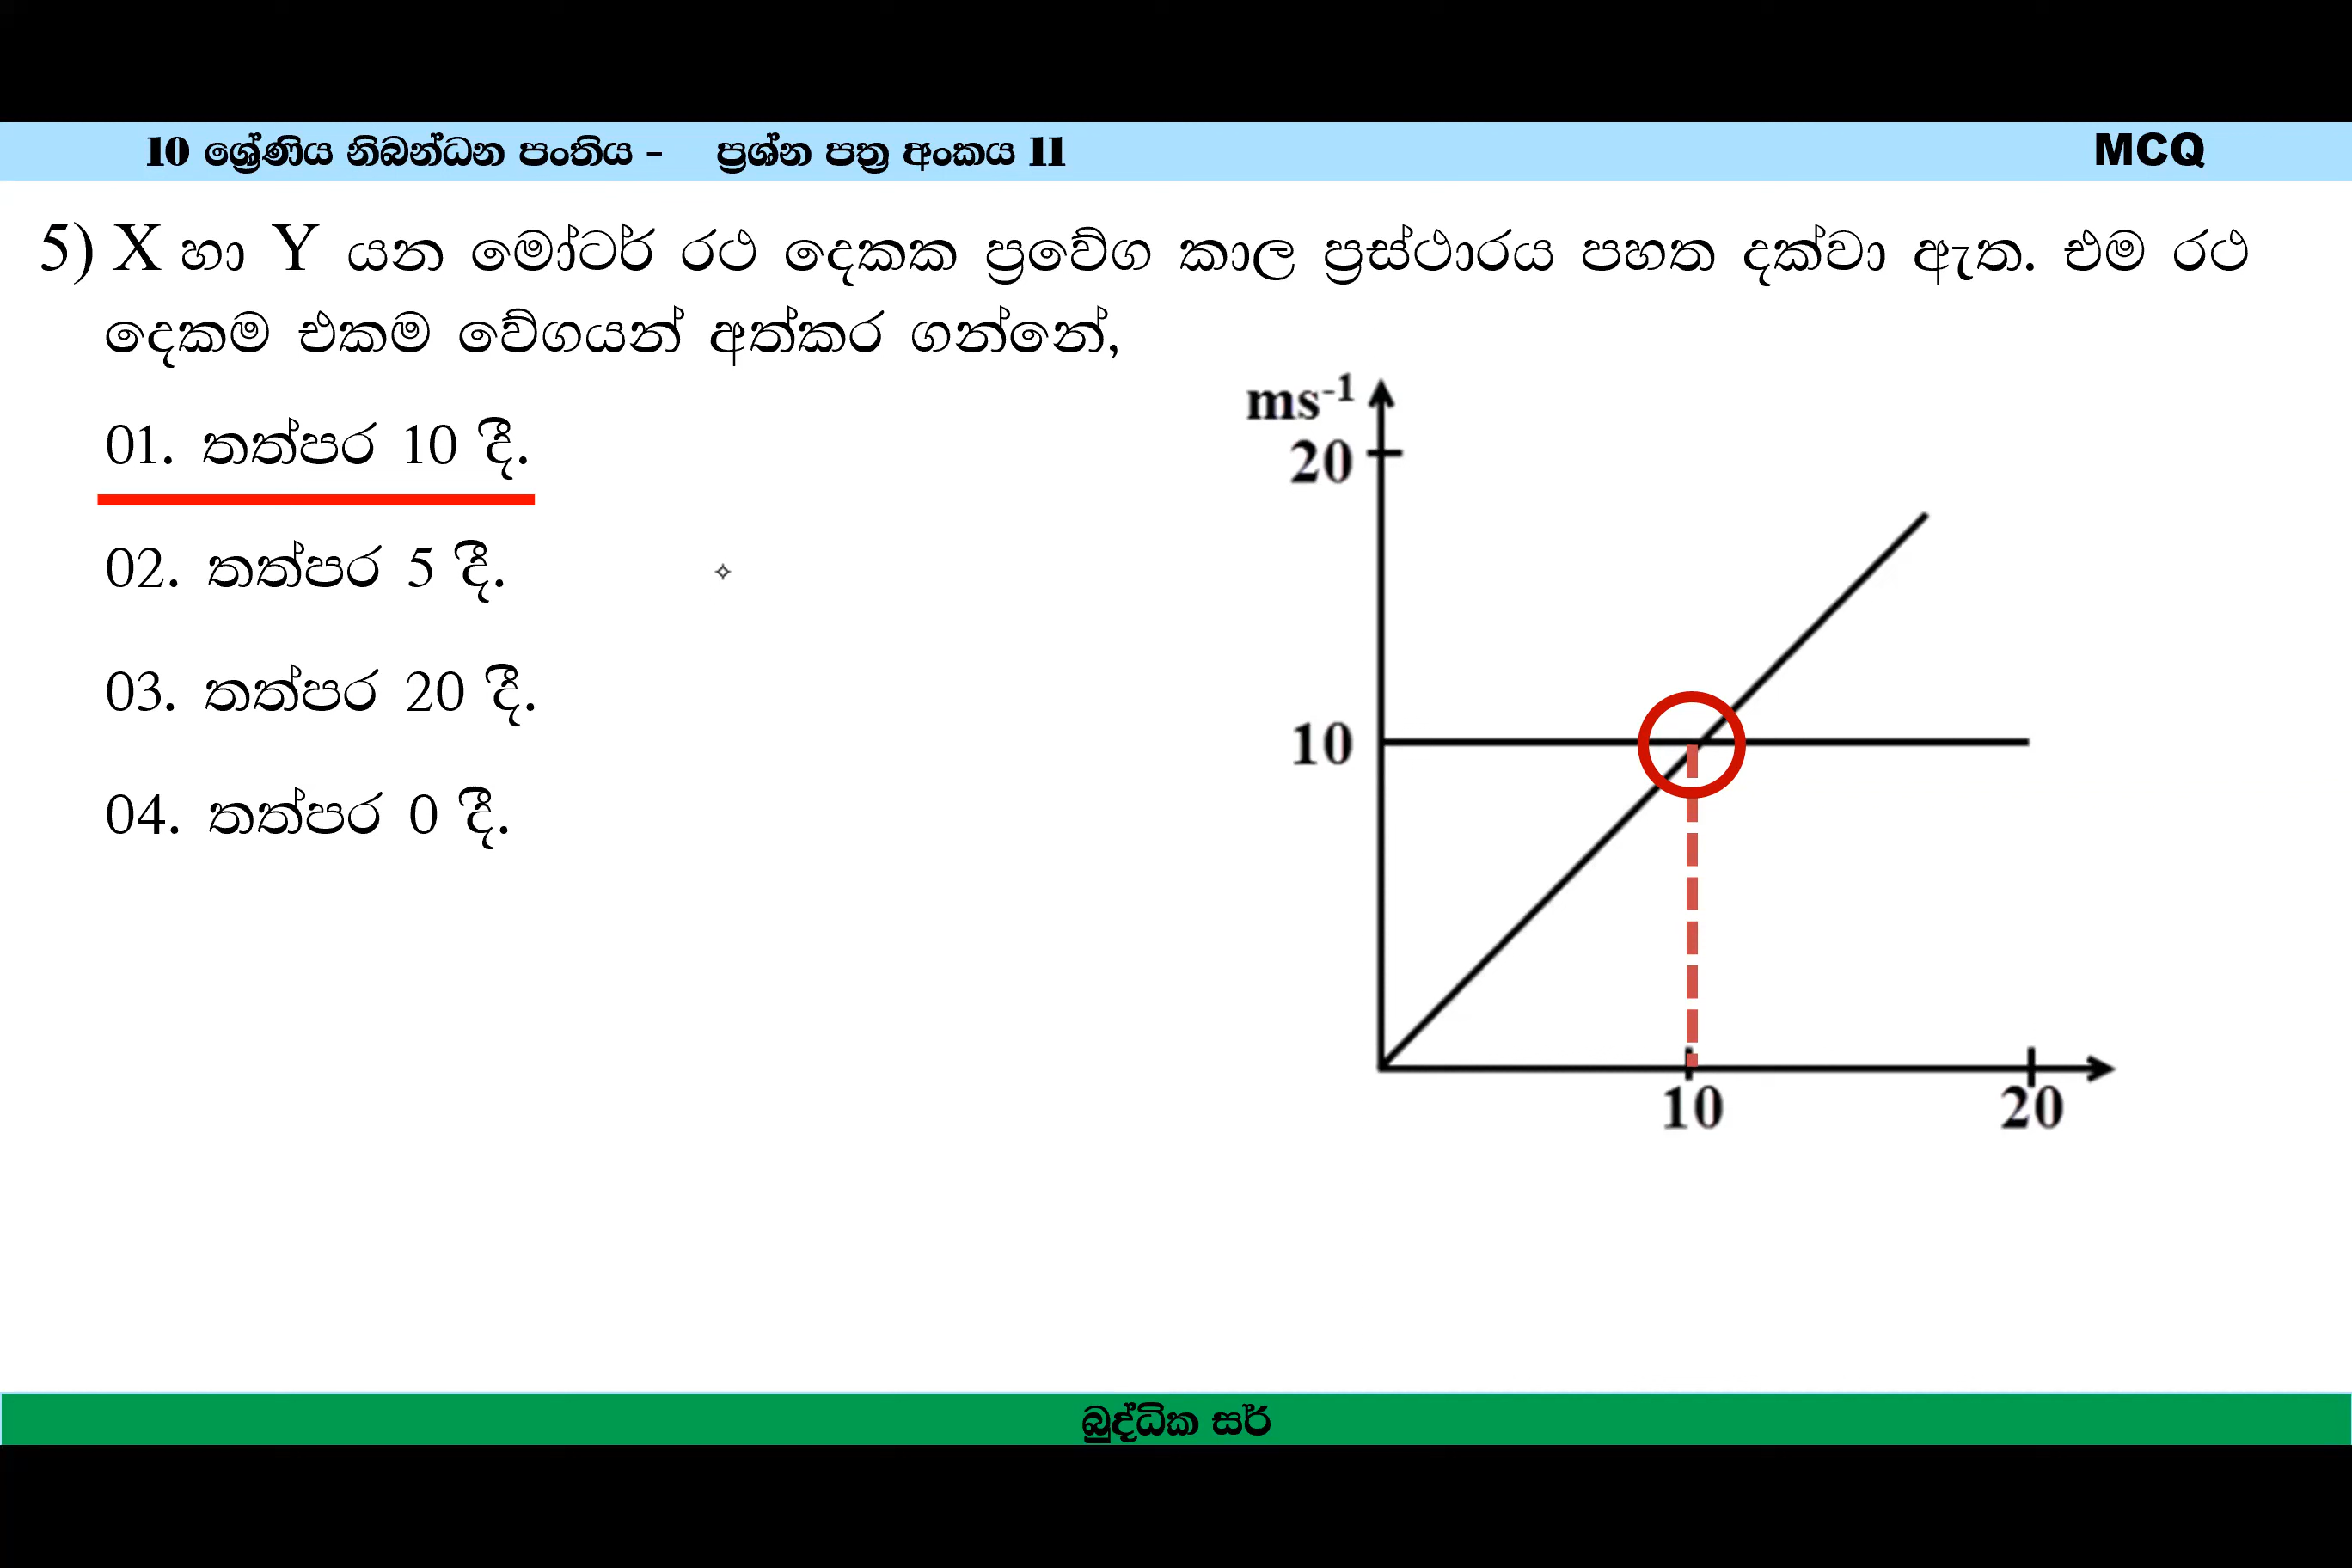 10 ශ්‍රේණිය නිබන්ධන පංතිය - ප්‍රශ්න පත්‍ර අංකය 11 MCQ
5) X හා Y යන මෝටර් රථ දෙකක ප්‍රවේග කාල ප්‍රස්ථාරය පහත දක්වා ඇත. එම රථ
දෙකම එකම වේගයන් අත්කර ගන්නේ,
01. තත්පර 10 දී.
02. තත්පර 5 දී.
03. තත්පර 20 දී.
04. තත්පර 0 දී.
ms⁻¹
20
10
10 20
බුද්ධික සර්